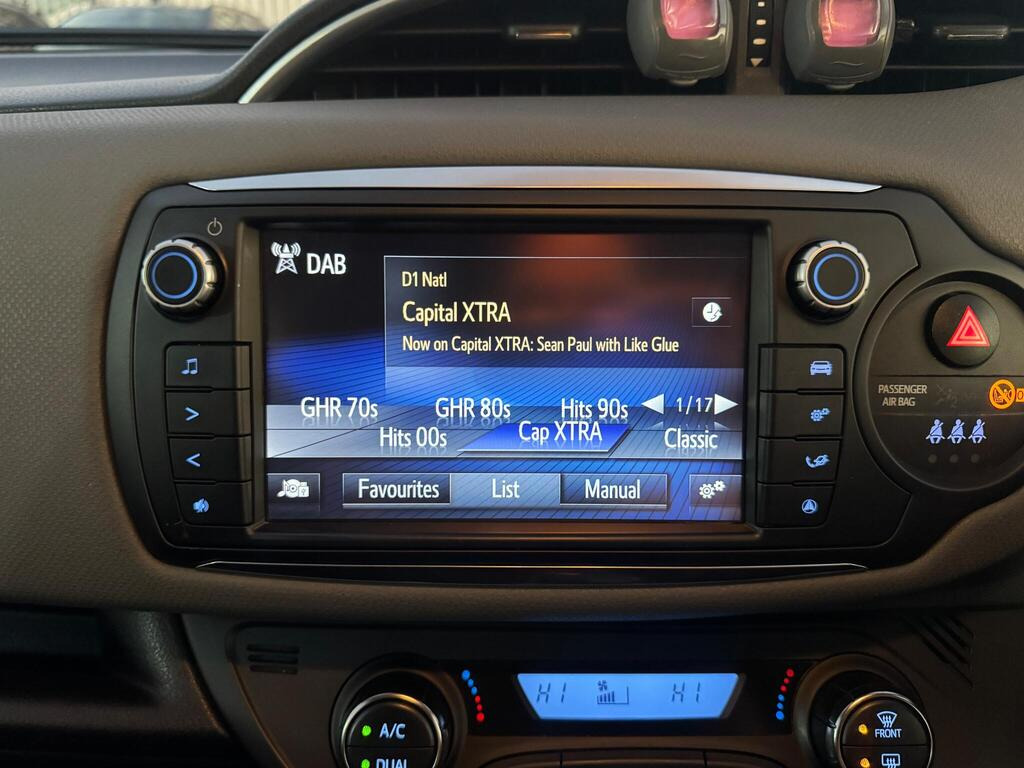 DAB
D1 Natl
Capital XTRA
Now on Capital XTRA: Sean Paul with Like Glue
GHR 70s GHR 80s Hits 90s 1/17
Hits 00s Cap XTRA Classic
Favourites List Manual
PASSENGER
AIR BAG
HI HI
A/C
DUAL
FRONT